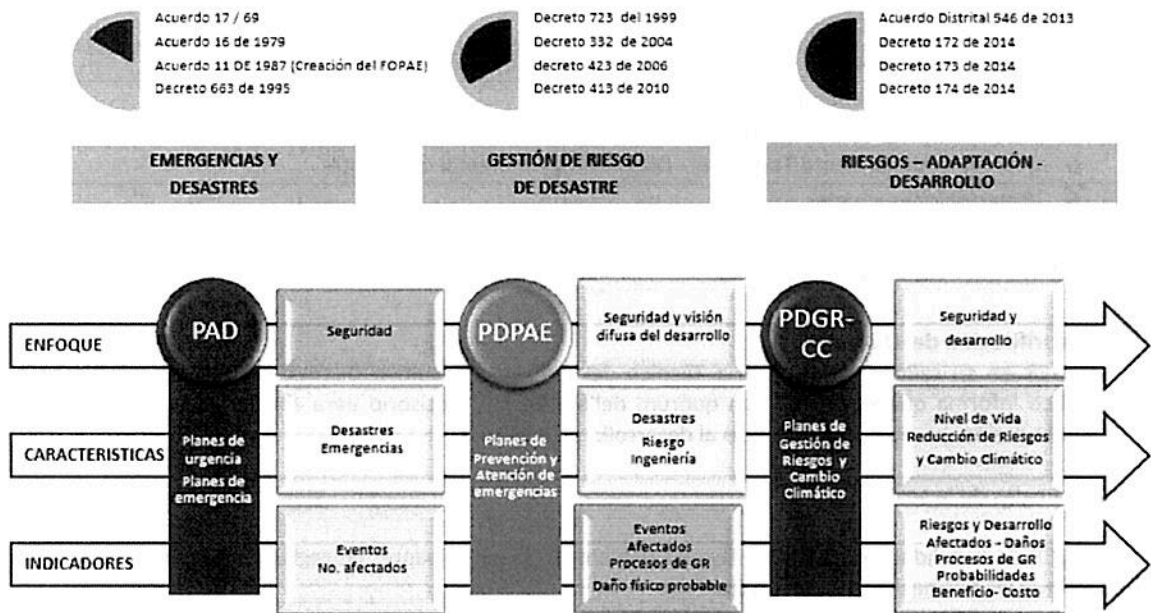 Acuerdo 17 / 69
Acuerdo 16 de 1979
Acuerdo 11 DE 1987 (Creación del FOPAE)
Decreto 663 de 1995
Decreto 723 del 1999
Decreto 332 de 2004
decreto 423 de 2006
Decreto 413 de 2010
Acuerdo Distrital 546 de 2013
Decreto 172 de 2014
Decreto 173 de 2014
Decreto 174 de 2014
EMERGENCIAS Y
DESASTRES
GESTIÓN DE RIESGO
DE DESASTRE
RIESGOS – ADAPTACIÓN -
DESARROLLO
ENFOQUE
PAD
Seguridad
PDPAE
Seguridad y visión
difusa del desarrollo
PDGR-
CC
Seguridad y
desarrollo
CARACTERISTICAS
Planes de
urgencia
Planes de
emergencia
Desastres
Emergencias
Planes de
Prevención y
Atención de
emergencias
Desastres
Riesgo
Ingeniería
Planes de
Gestión de
Riesgos y
Cambio
Climático
Nivel de Vida
Reducción de Riesgos
y Cambio Climático
INDICADORES
Eventos
No. afectados
Eventos
Afectados
Procesos de GR
Daño físico probable
Riesgos y Desarrollo
Afectados - Daños
Procesos de GR
Probabilidades
Beneficio- Costo